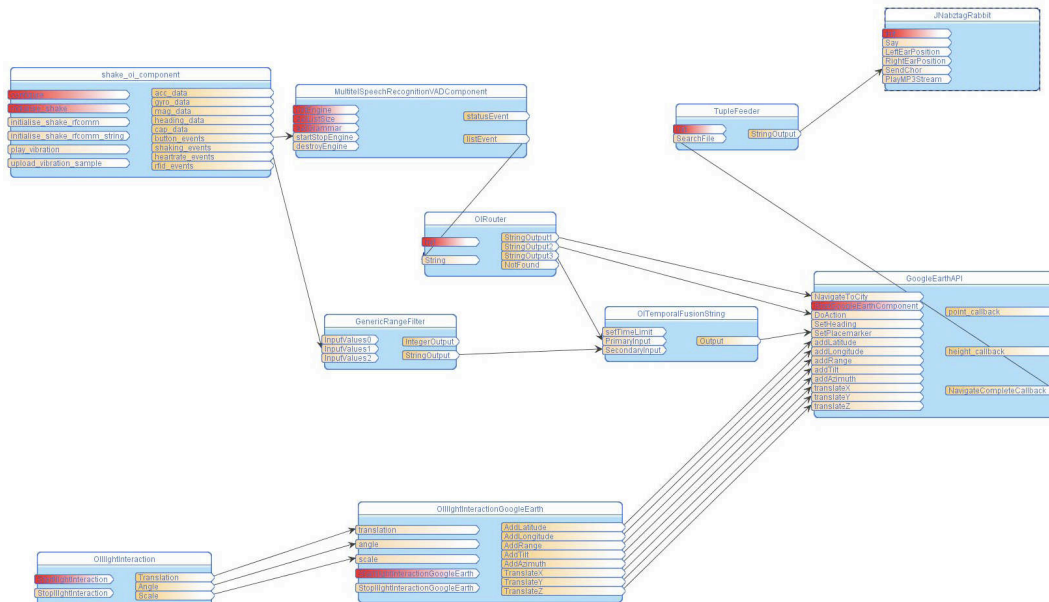 JNabztagRabbit
Say
LeftEarPosition
RightEarPosition
SendChor
PlayMP3Stream
shake_oi_component
acc_data
gyro_data
mag_data
heading_data
cap_data
button_events
shaking_events
heartrate_events
rfid_events
initialise_shake_rfcomm
initialise_shake_rfcomm_string
play_vibration
upload_vibration_sample
MultitelSpeechRecognitionVADComponent
startStopEngine
destroyEngine
statusEvent
listEvent
TupleFeeder
SearchFile
StringOutput
OIRouter
String
StringOutput1
StringOutput2
StringOutput3
NotFound
GoogleEarthAPI
NavigateToCity
DoAction
SetHeading
SetPlacemarker
addLatitude
addLongitude
addRange
addTilt
addAzimuth
translateX
translateY
translateZ
point_callback
height_callback
NavigateCompleteCallback
GenericRangeFilter
InputValues0
InputValues1
InputValues2
IntegerOutput
StringOutput
OITemporalFusionString
setTimeLimit
PrimaryInput
SecondaryInput
Output
OIIlightInteractionGoogleEarth
translation
angle
scale
StopIlightInteractionGoogleEarth
AddLatitude
AddLongitude
AddRange
AddTilt
AddAzimuth
TranslateX
TranslateY
TranslateZ
OIIlightInteraction
StopIlightInteraction
Translation
Angle
Scale